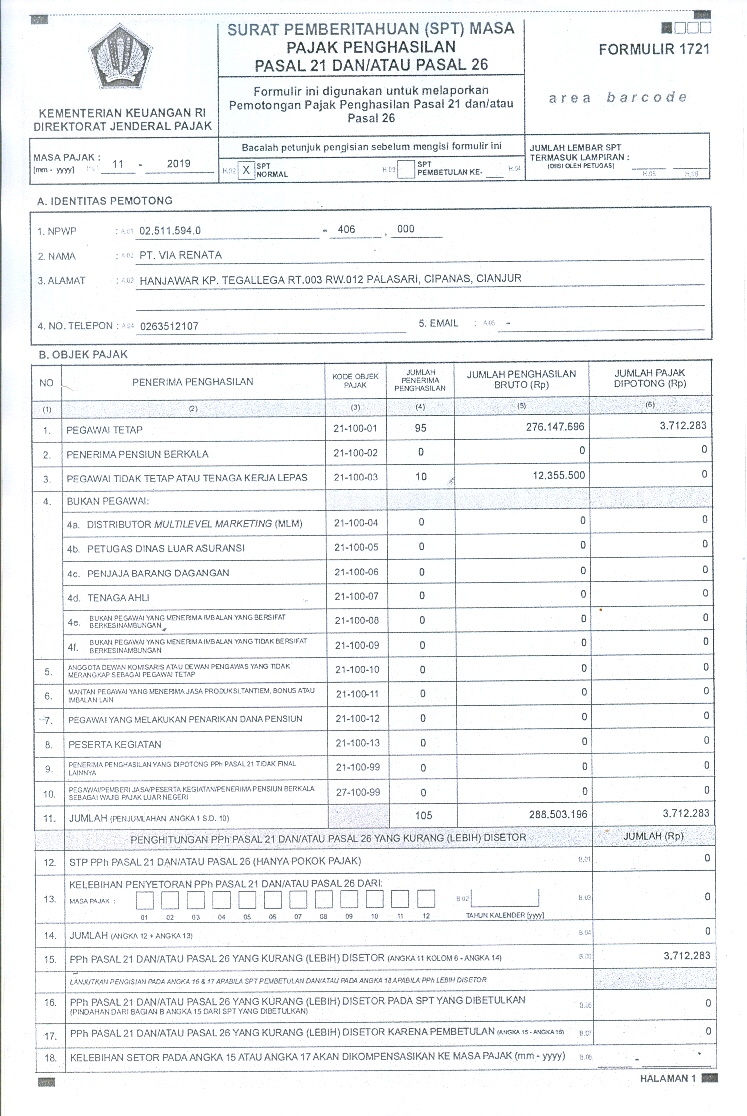 SURAT PEMBERITAHUAN (SPT) MASA
PAJAK PENGHASILAN
PASAL 21 DAN/ATAU PASAL 26
FORMULIR 1721
Formulir ini digunakan untuk melaporkan
Pemotongan Pajak Penghasilan Pasal 21 dan/atau
Pasal 26
area barcode
KEMENTERIAN KEUANGAN RI
DIREKTORAT JENDERAL PAJAK
Bacalah petunjuk pengisian sebelum mengisi formulir ini
MASA PAJAK : 11 - 2019
[mm - yyyy]
H.02 X SPT NORMAL H.03 SPT PEMBETULAN KE- H.04
JUMLAH LEMBAR SPT
TERMASUK LAMPIRAN :
(DIISI OLEH PETUGAS)
H.05
A. IDENTITAS PEMOTONG
1. NPWP : A.01 02.511.594.0 - 406 . 000
2. NAMA : A.02 PT. VIA RENATA
3. ALAMAT : A.03 HANJAWAR KP. TEGALLEGA RT.003 RW.012 PALASARI, CIPANAS, CIANJUR
4. NO. TELEPON : A.04 0263512107 5. EMAIL : A.05 -
B. OBJEK PAJAK
NO PENERIMA PENGHASILAN KODE OBJEK PAJAK JUMLAH PENERIMA PENGHASILAN JUMLAH PENGHASILAN BRUTO (Rp) JUMLAH PAJAK DIPOTONG (Rp)
(1) (2) (3) (4) (5) (6)
1. PEGAWAI TETAP 21-100-01 95 276.147.696 3.712.283
2. PENERIMA PENSIUN BERKALA 21-100-02 0 0 0
3. PEGAWAI TIDAK TETAP ATAU TENAGA KERJA LEPAS 21-100-03 10 12.355.500 0
4. BUKAN PEGAWAI:
4a. DISTRIBUTOR MULTILEVEL MARKETING (MLM) 21-100-04 0 0 0
4b. PETUGAS DINAS LUAR ASURANSI 21-100-05 0 0 0
4c. PENJAJA BARANG DAGANGAN 21-100-06 0 0 0
4d. TENAGA AHLI 21-100-07 0 0 0
4e. BUKAN PEGAWAI YANG MENERIMA IMBALAN YANG BERSIFAT BERKESINAMBUNGAN 21-100-08 0 0 0
4f. BUKAN PEGAWAI YANG MENERIMA IMBALAN YANG TIDAK BERSIFAT BERKESINAMBUNGAN 21-100-09 0 0 0
5. ANGGOTA DEWAN KOMISARIS ATAU DEWAN PENGAWAS YANG TIDAK MERANGKAP SEBAGAI PEGAWAI TETAP 21-100-10 0 0 0
6. MANTAN PEGAWAI YANG MENERIMA JASA PRODUKSI, TANTIEM, BONUS ATAU IMBALAN LAIN 21-100-11 0 0 0
7. PEGAWAI YANG MELAKUKAN PENARIKAN DANA PENSIUN 21-100-12 0 0 0
8. PESERTA KEGIATAN 21-100-13 0 0 0
9. PENERIMA PENGHASILAN YANG DIPOTONG PPh PASAL 21 TIDAK FINAL LAINNYA 21-100-99 0 0 0
10. PEGAWAI/PEMBERI JASA/PESERTA KEGIATAN/PENERIMA PENSIUN BERKALA SEBAGAI WAJIB PAJAK LUAR NEGERI 27-100-99 0 0 0
11. JUMLAH (PENJUMLAHAN ANGKA 1 S.D. 10) 105 288.503.196 3.712.283
PENGHITUNGAN PPh PASAL 21 DAN/ATAU PASAL 26 YANG KURANG (LEBIH) DISETOR JUMLAH (Rp)
12. STP PPh PASAL 21 DAN/ATAU PASAL 26 (HANYA POKOK PAJAK) B.01 0
13. KELEBIHAN PENYETORAN PPh PASAL 21 DAN/ATAU PASAL 26 DARI:
MASA PAJAK : B.02 B.03 0
01 02 03 04 05 06 07 08 09 10 11 12 TAHUN KALENDER [yyyy]
14. JUMLAH (ANGKA 12 + ANGKA 13) B.04 0
15. PPh PASAL 21 DAN/ATAU PASAL 26 YANG KURANG (LEBIH) DISETOR (ANGKA 11 KOLOM 6 - ANGKA 14) B.05 3,712,283
LANJUTKAN PENGISIAN PADA ANGKA 16 & 17 APABILA SPT PEMBETULAN DAN/ATAU PADA ANGKA 18 APABILA PPh LEBIH DISETOR
16. PPh PASAL 21 DAN/ATAU PASAL 26 YANG KURANG (LEBIH) DISETOR PADA SPT YANG DIBETULKAN B.06 0
(PINDAHAN DARI BAGIAN B ANGKA 15 DARI SPT YANG DIBETULKAN)
17. PPh PASAL 21 DAN/ATAU PASAL 26 YANG KURANG (LEBIH) DISETOR KARENA PEMBETULAN (ANGKA 15 - ANGKA 16) B.07 0
18. KELEBIHAN SETOR PADA ANGKA 15 ATAU ANGKA 17 AKAN DIKOMPENSASIKAN KE MASA PAJAK (mm - yyyy) B.08 -
HALAMAN 1